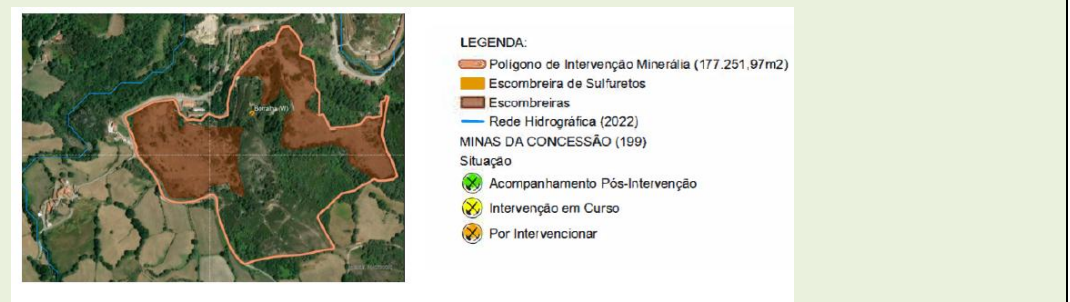 Borralha (W)
LEGENDA:
Polígono de Intervenção Minerália (177.251,97m2)
Escombreira de Sulfuretos
Escombreiras
Rede Hidrográfica (2022)
MINAS DA CONCESSÃO (199)
Situação
Acompanhamento Pós-Intervenção
Intervenção em Curso
Por Intervencionar